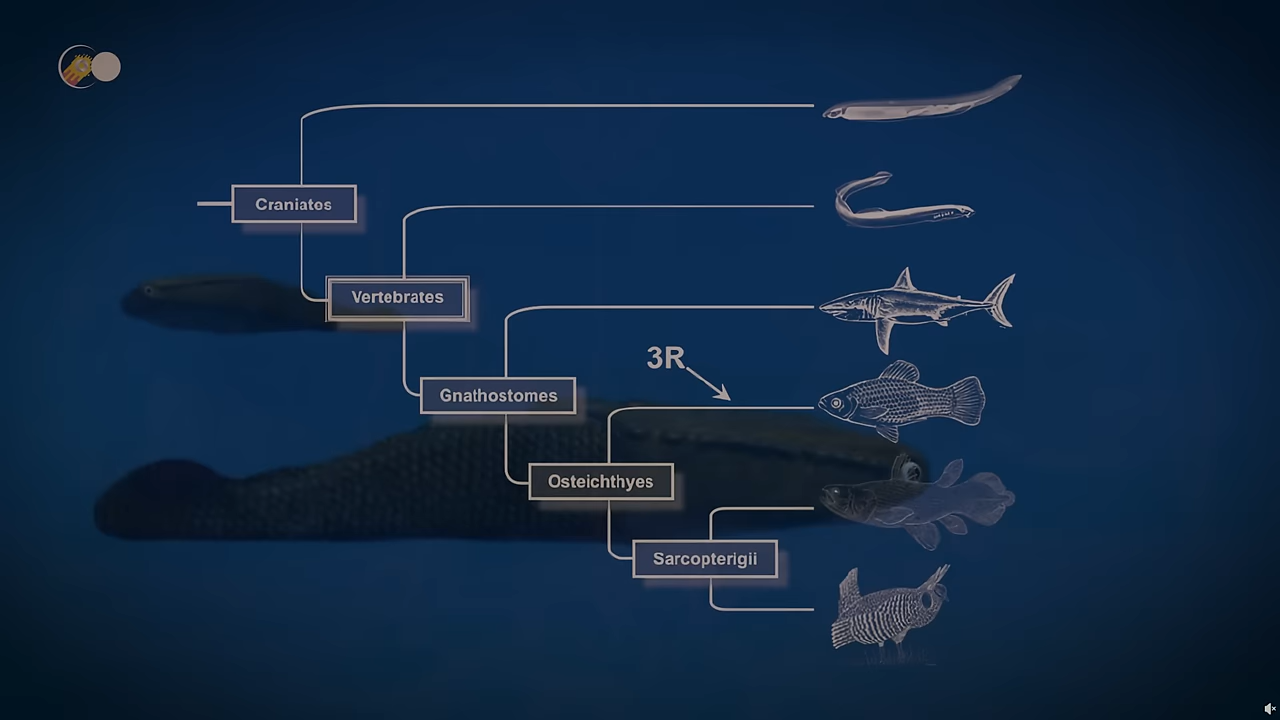 Craniates
Vertebrates
3R
Gnathostomes
Osteichthyes
Sarcopterigii